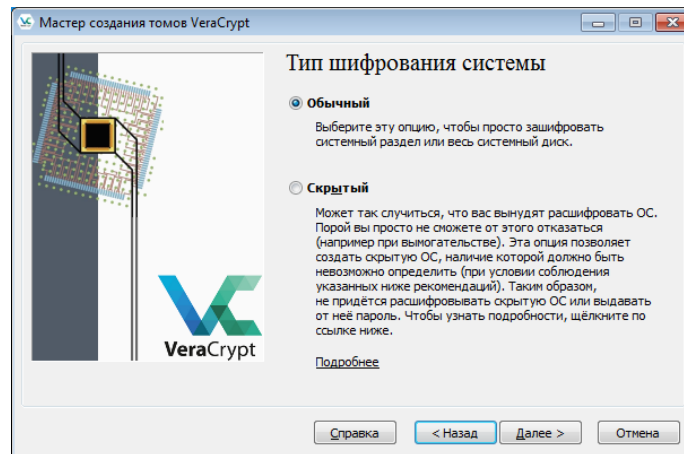 Мастер создания томов VeraCrypt
Тип шифрования системы
Обычный
Выберите эту опцию, чтобы просто зашифровать
системный раздел или весь системный диск.
Скрытый
Может так случиться, что вас вынудят расшифровать ОС.
Порой вы просто не сможете от этого отказаться
(например при вымогательстве). Эта опция позволяет
создать скрытую ОС, наличие которой должно быть
невозможно определить (при условии соблюдения
указанных ниже рекомендаций). Таким образом,
не придётся расшифровывать скрытую ОС или выдавать
от неё пароль. Чтобы узнать подробности, щёлкните по
ссылке ниже.
VeraCrypt
Подробнее
Справка
< Назад
Далее >
Отмена